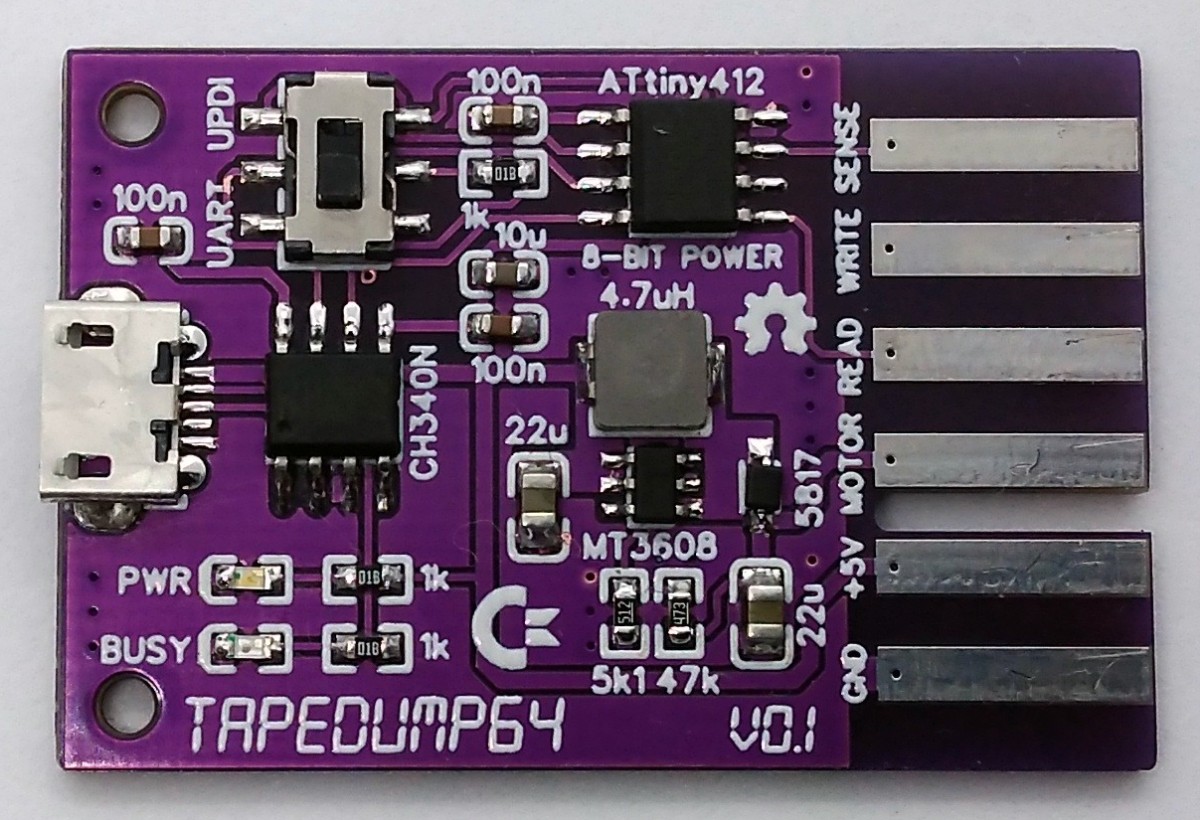 100n
ATtiny412
UPDI
UART
SENSE
100n
01B
1k
WRITE
10u
8-BIT POWER
4.7uH
100n
CH340N
READ
22u
MOTOR
5817
MT3608
+5V
PWR
01B
1k
512
473
22u
BUSY
01B
1k
5k1
47k
GND
TAPEDUMP64
V0.1